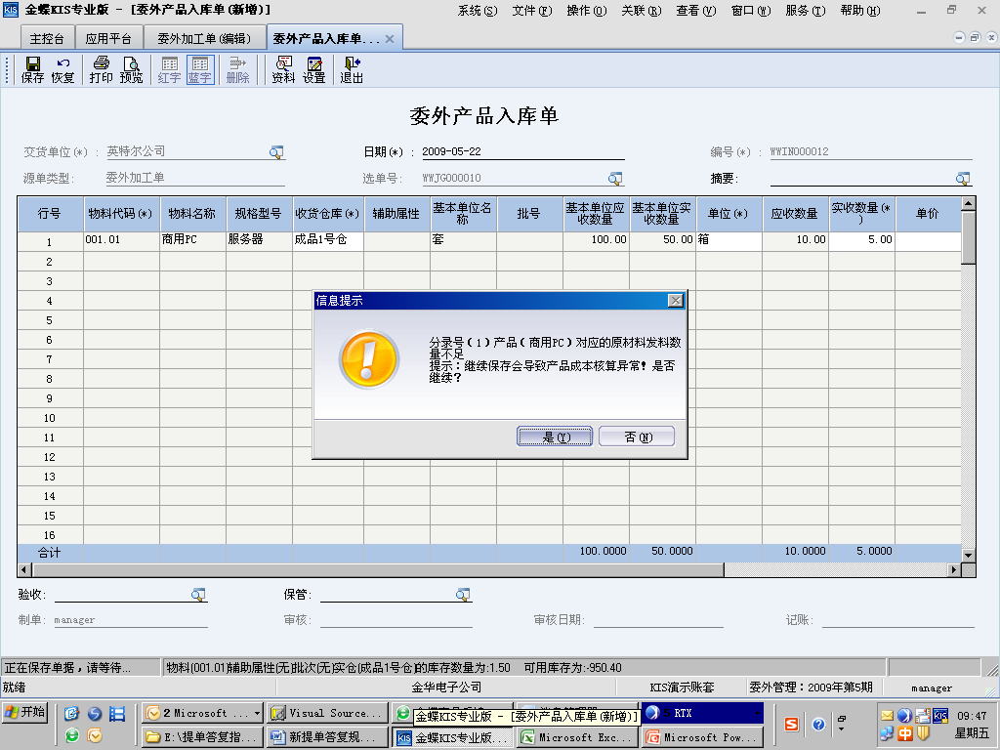 金蝶KIS专业版 - [委外产品入库单(新增)]
系统(S) 文件(F) 操作(O) 关联(R) 查看(V) 窗口(W) 服务(T) 帮助(H)
主控台 应用平台 委外加工单(编辑) 委外产品入库单...
保存 恢复 打印 预览 红字 蓝字 删除 资料 设置 退出
委外产品入库单
交货单位(*) : 英特尔公司 日期(*) : 2009-05-22 编号(*) : WWIN000012
源单类型: 委外加工单 选单号: WWJG000010 摘要:
行号 物料代码(*) 物料名称 规格型号 收货仓库(*) 辅助属性 基本单位名称 批号 基本单位应收数量 基本单位实收数量 单位(*) 应收数量 实收数量(*) 单价
1 001.01 商用PC 服务器 成品1号仓 套 100.00 50.00 箱 10.00 5.00
2
3
4
5
6
7
8
9
10
11
12
13
14
15
16
合计 100.0000 50.0000 10.0000 5.0000
信息提示
分录号(1)产品(商用PC)对应的原材料发料数
量不足
提示:继续保存会导致产品成本核算异常!是否
继续?
是(Y) 否(N)
验收: 保管:
制单: manager 审核: 审核日期: 记账:
正在保存单据,请等待... 物料(001.01)辅助属性(无)批次(无)实仓(成品1号仓)的库存数量为:1.50 可用库存为:-950.40
就绪 金华电子公司 KIS演示账套 委外管理:2009年第5期 manager
开始 2 Microsoft ... Visual Source... 金蝶KIS专业版 - [委外产品入库单(新增)] RTX 09:47
E:\提单答复指... 新提单答复规... 金蝶KIS专业版... Microsoft Exc... Microsoft Pow... 中 星期五